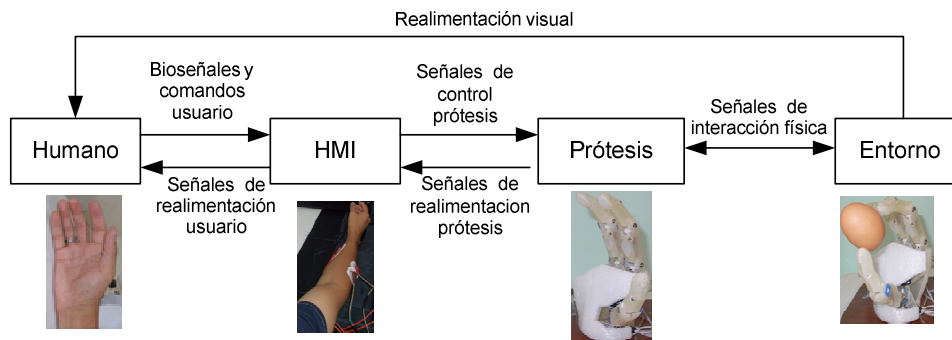 Realimentación visual
Bioseñales y
comandos
usuario
Señales de
control
prótesis
Señales de
interacción física
Humano
HMI
Prótesis
Entorno
Señales de
realimentación
usuario
Señales de
realimentacion
prótesis